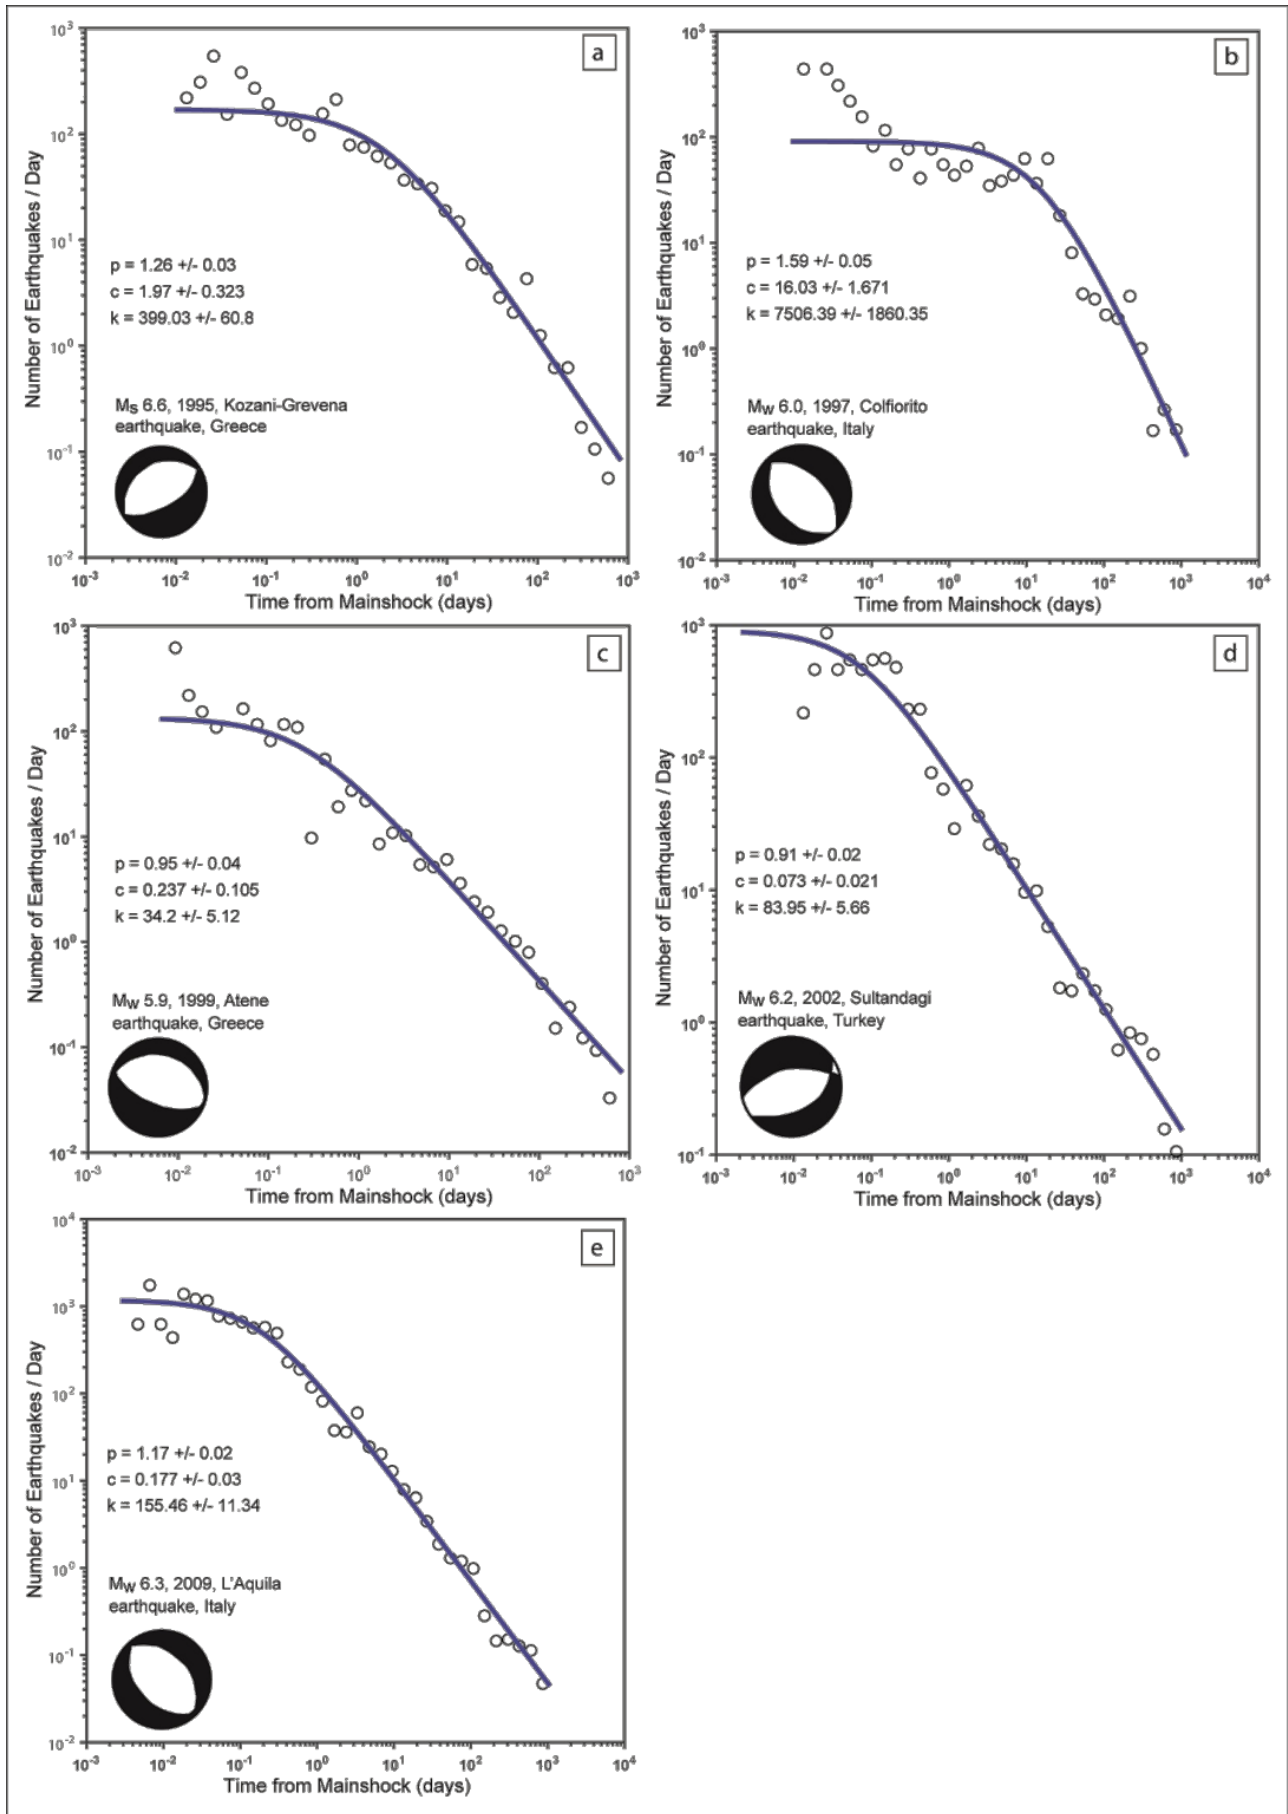 a
10³
10²
10¹
10⁰
10⁻¹
10⁻²
Number of Earthquakes / Day
p = 1.26 +/- 0.03
c = 1.97 +/- 0.323
k = 399.03 +/- 60.8
Ms 6.6, 1995, Kozani-Grevena
earthquake, Greece
10⁻³ 10⁻² 10⁻¹ 10⁰ 10¹ 10² 10³
Time from Mainshock (days)
b
10³
10²
10¹
10⁰
10⁻¹
10⁻²
Number of Earthquakes / Day
p = 1.59 +/- 0.05
c = 16.03 +/- 1.671
k = 7506.39 +/- 1860.35
Mw 6.0, 1997, Colfiorito
earthquake, Italy
10⁻³ 10⁻² 10⁻¹ 10⁰ 10¹ 10² 10³ 10⁴
Time from Mainshock (days)
c
10³
10²
10¹
10⁰
10⁻¹
10⁻²
Number of Earthquakes / Day
p = 0.95 +/- 0.04
c = 0.237 +/- 0.105
k = 34.2 +/- 5.12
Mw 5.9, 1999, Atene
earthquake, Greece
10⁻³ 10⁻² 10⁻¹ 10⁰ 10¹ 10² 10³
Time from Mainshock (days)
d
10³
10²
10¹
10⁰
10⁻¹
Number of Earthquakes / Day
p = 0.91 +/- 0.02
c = 0.073 +/- 0.021
k = 83.95 +/- 5.66
Mw 6.2, 2002, Sultandagi
earthquake, Turkey
10⁻³ 10⁻² 10⁻¹ 10⁰ 10¹ 10² 10³ 10⁴
Time from Mainshock (days)
e
10⁴
10³
10²
10¹
10⁰
10⁻¹
10⁻²
Number of Earthquakes / Day
p = 1.17 +/- 0.02
c = 0.177 +/- 0.03
k = 155.46 +/- 11.34
Mw 6.3, 2009, L'Aquila
earthquake, Italy
10⁻³ 10⁻² 10⁻¹ 10⁰ 10¹ 10² 10³ 10⁴
Time from Mainshock (days)